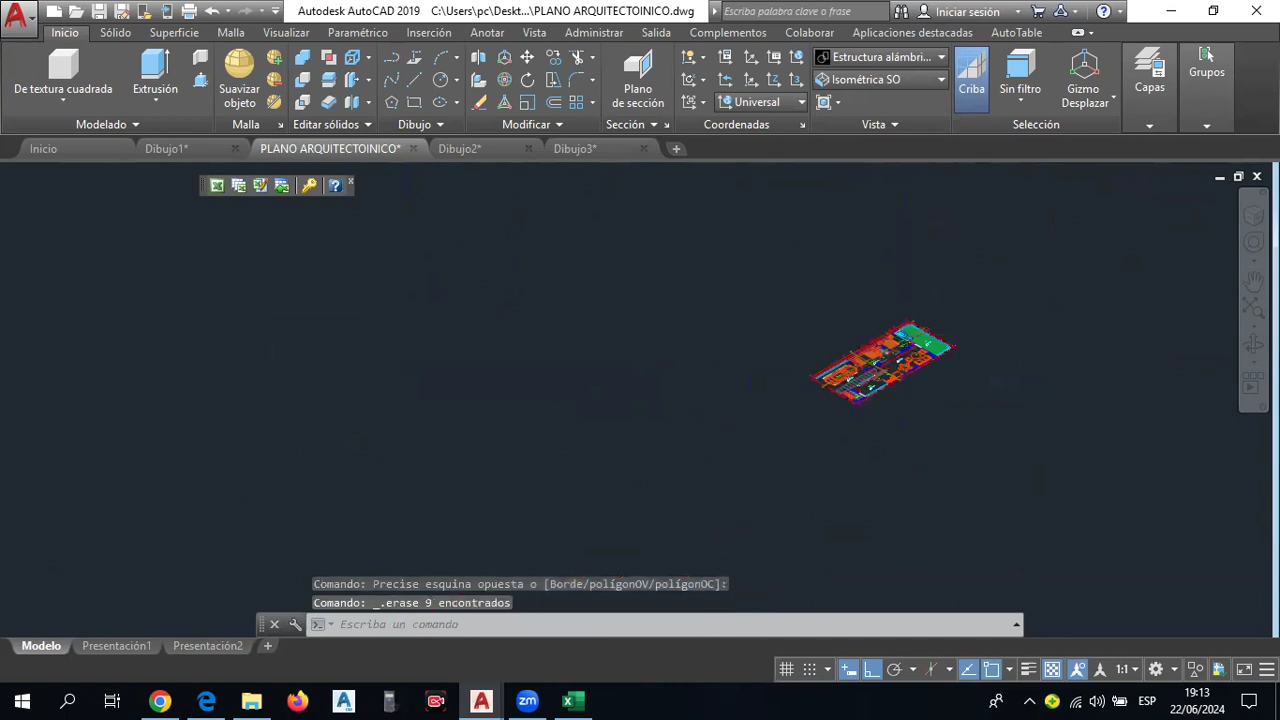 Autodesk AutoCAD 2019 C:\Users\pc\Deskt...\PLANO ARQUITECTOINICO.dwg
Escriba palabra clave o frase
Iniciar sesión
Inicio Sólido Superficie Malla Visualizar Paramétrico Inserción Anotar Vista Administrar Salida Complementos Colaborar Aplicaciones destacadas AutoTable
De textura cuadrada
Extrusión
Suavizar objeto
Plano de sección
Universal
Estructura alámbri...
Isométrica SO
Criba
Sin filtro
Gizmo Desplazar
Capas
Grupos
Modelado Malla Editar sólidos Dibujo Modificar Sección Coordenadas Vista Selección
Inicio Dibujo1* PLANO ARQUITECTOINICO* Dibujo2* Dibujo3*
Comando: Precise esquina opuesta o [Borde/polígonOV/polígonOC]:
Comando: _.erase 9 encontrados
Escriba un comando
Modelo Presentación1 Presentación2
1:1
ESP
19:13
22/06/2024